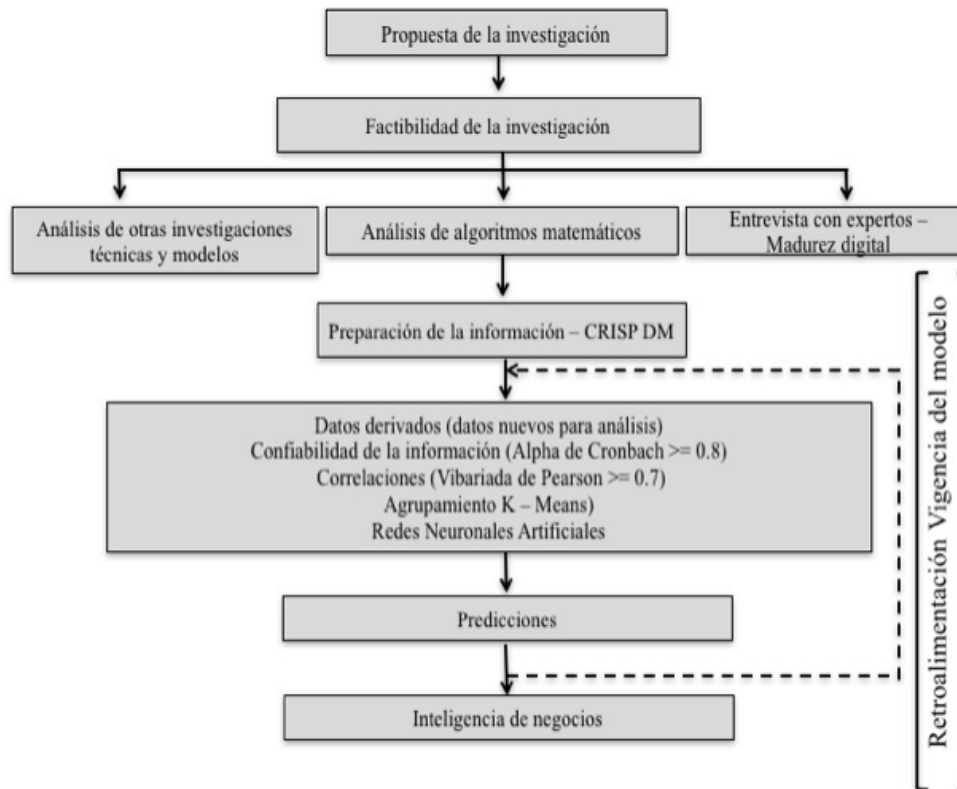 Propuesta de la investigación
Factibilidad de la investigación
Análisis de otras investigaciones
técnicas y modelos
Análisis de algoritmos matemáticos
Entrevista con expertos –
Madurez digital
Preparación de la información – CRISP DM
Datos derivados (datos nuevos para análisis)
Confiabilidad de la información (Alpha de Cronbach >= 0.8)
Correlaciones (Vibariada de Pearson >= 0.7)
Agrupamiento K – Means)
Redes Neuronales Artificiales
Predicciones
Inteligencia de negocios
Retroalimentación Vigencia del modelo